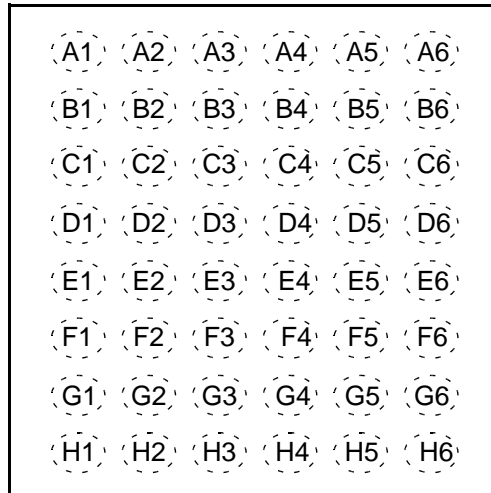 A1 A2 A3 A4 A5 A6
B1 B2 B3 B4 B5 B6
C1 C2 C3 C4 C5 C6
D1 D2 D3 D4 D5 D6
E1 E2 E3 E4 E5 E6
F1 F2 F3 F4 F5 F6
G1 G2 G3 G4 G5 G6
H1 H2 H3 H4 H5 H6